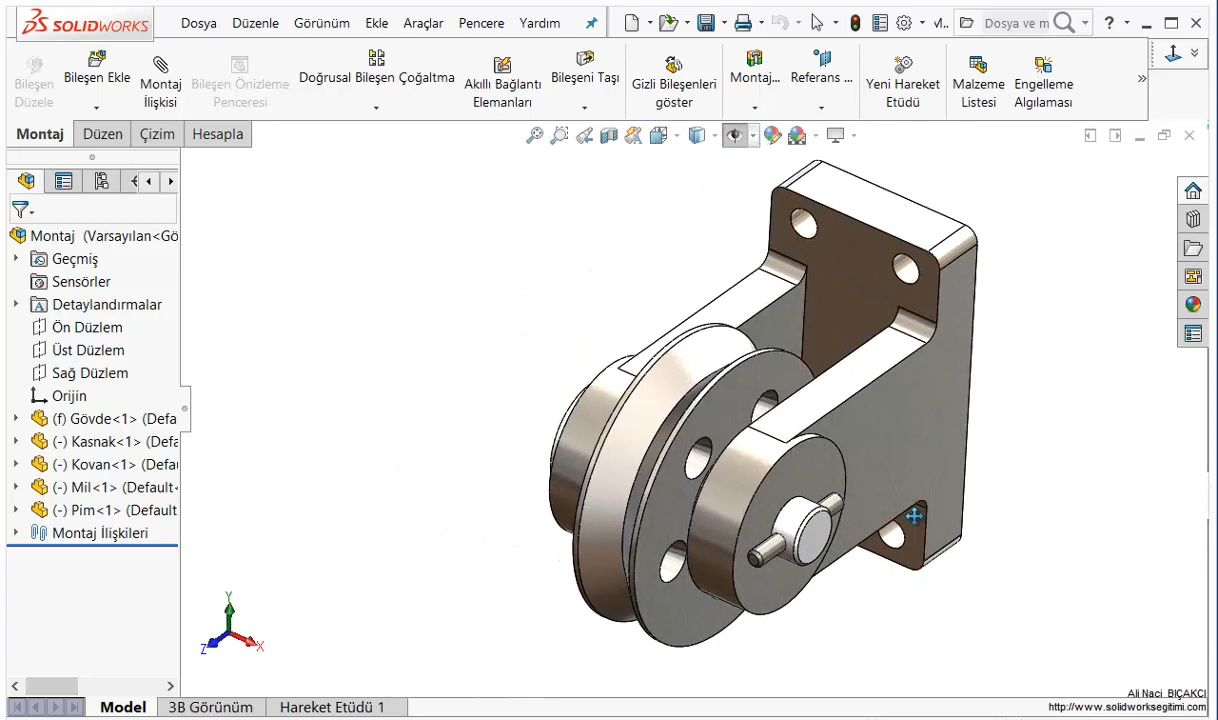 SOLIDWORKS
Dosya Düzenle Görünüm Ekle Araçlar Pencere Yardım
Dosya ve m
?
Bileşen Düzele
Bileşen Ekle
Montaj İlişkisi
Bileşen Önizleme Penceresi
Doğrusal Bileşen Çoğaltma
Akıllı Bağlantı Elemanları
Bileşeni Taşı
Gizli Bileşenleri göster
Montaj...
Referans ...
Yeni Hareket Etüdü
Malzeme Listesi
Engelleme Algılaması
Montaj Düzen Çizim Hesapla
Montaj (Varsayılan<Gö
Geçmiş
Sensörler
Detaylandırmalar
Ön Düzlem
Üst Düzlem
Sağ Düzlem
Orijin
(f) Gövde<1> (Defa
(-) Kasnak<1> (Defa
(-) Kovan<1> (Defa
(-) Mil<1> (Default<
(-) Pim<1> (Default
Montaj İlişkileri
Y
Z
X
Ali Naci BIÇAKCI
http://www.solidworksegitimi.com
Model 3B Görünüm Hareket Etüdü 1